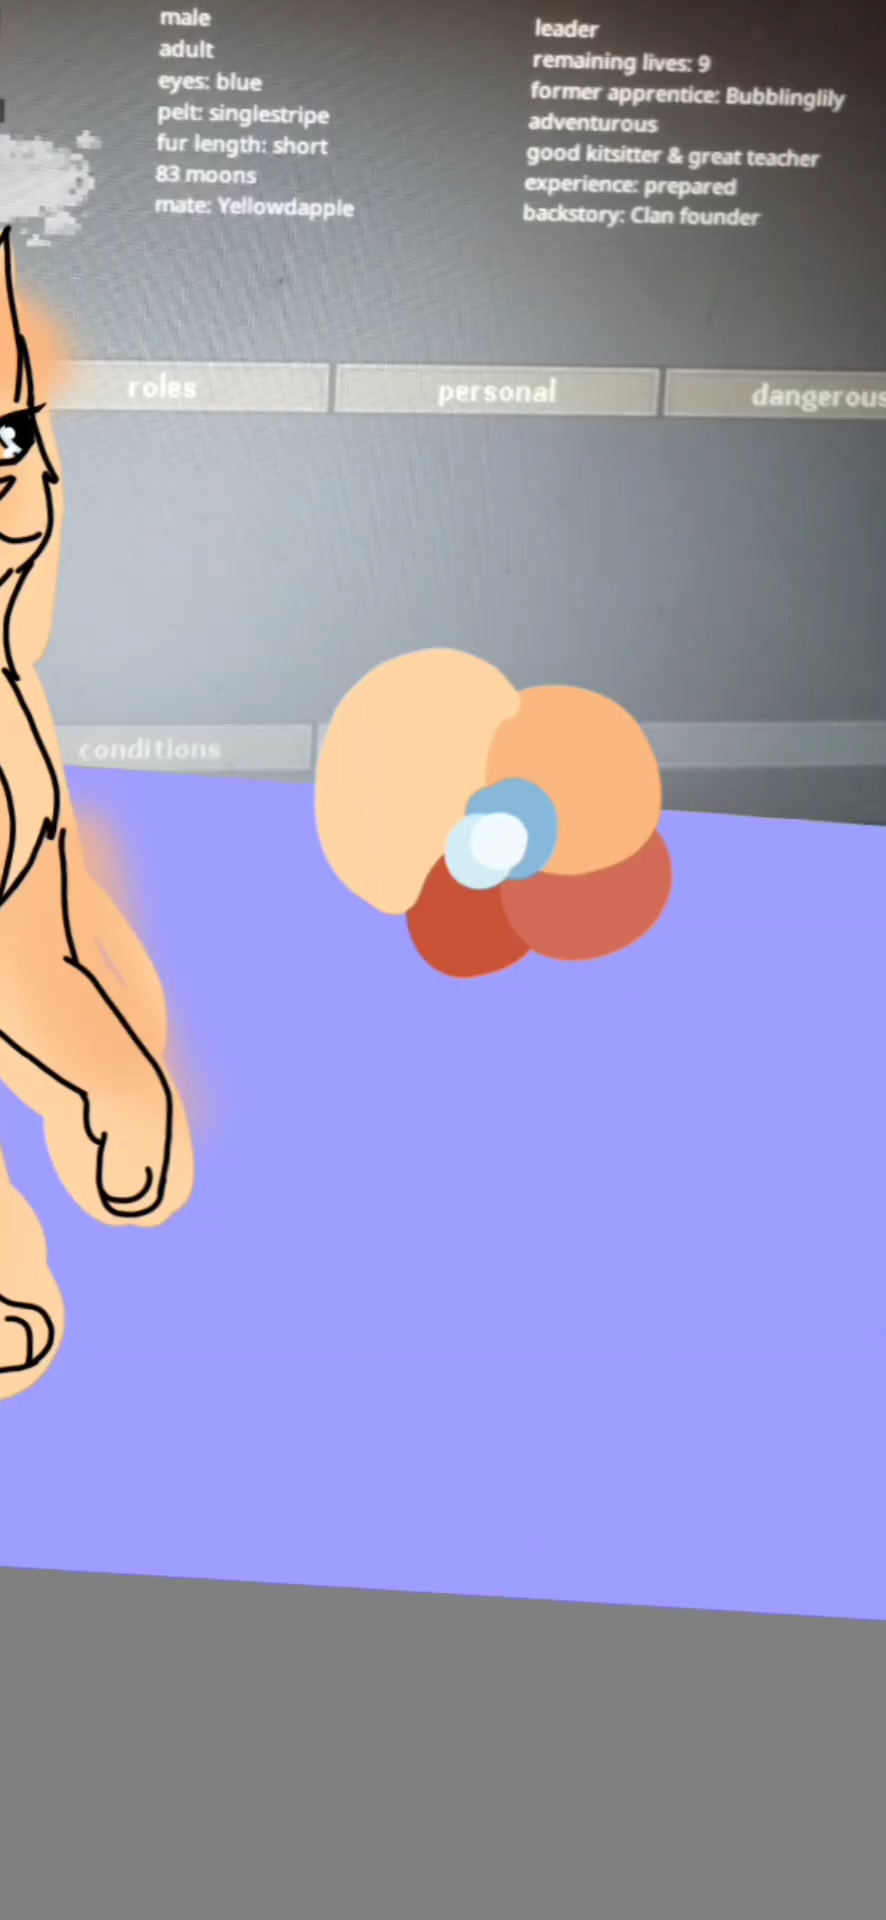 male
adult
eyes: blue
pelt: singlestripe
fur length: short
83 moons
mate: Yellowdapple
leader
remaining lives: 9
former apprentice: Bubblinglily
adventurous
good kitsitter & great teacher
experience: prepared
backstory: Clan founder
roles
personal
dangerous
conditions